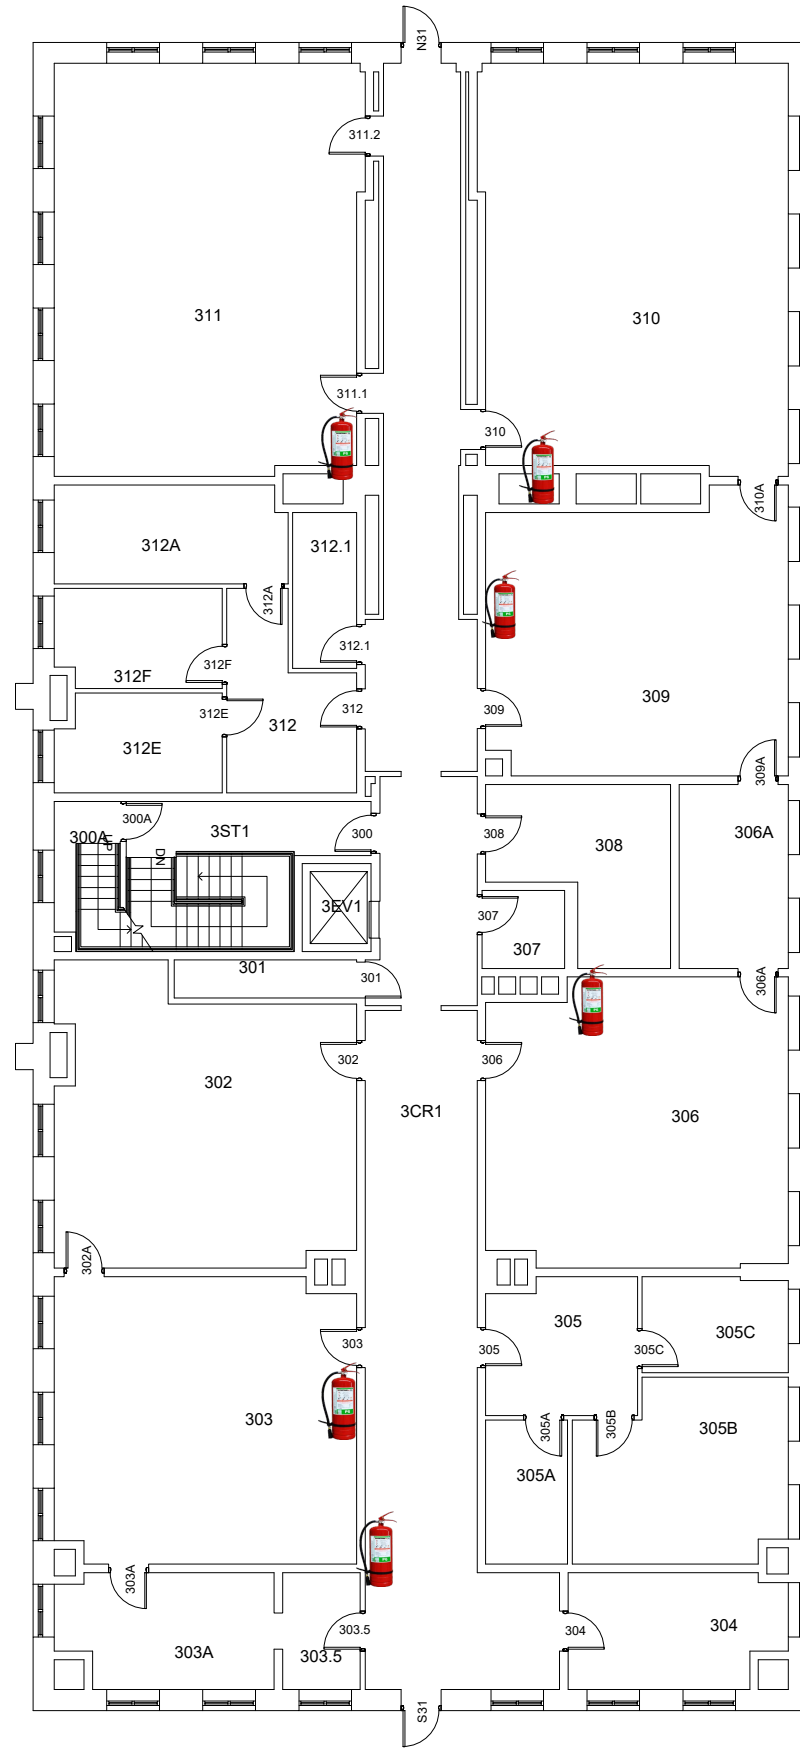 N31
311.2
311
310
311.1
310
310A
312A
312.1
312A
312.1
312F
312F
312E
312
309
312
309
312E
309A
300A
300A
3ST1
300
308
308
306A
UP
DN
3EV1
307
307
301
301
306A
302
306
302
3CR1
306
302A
303
305
305
305C
305C
303
305A
305B
305B
305A
303A
303.5
304
304
303A
303.5
S31